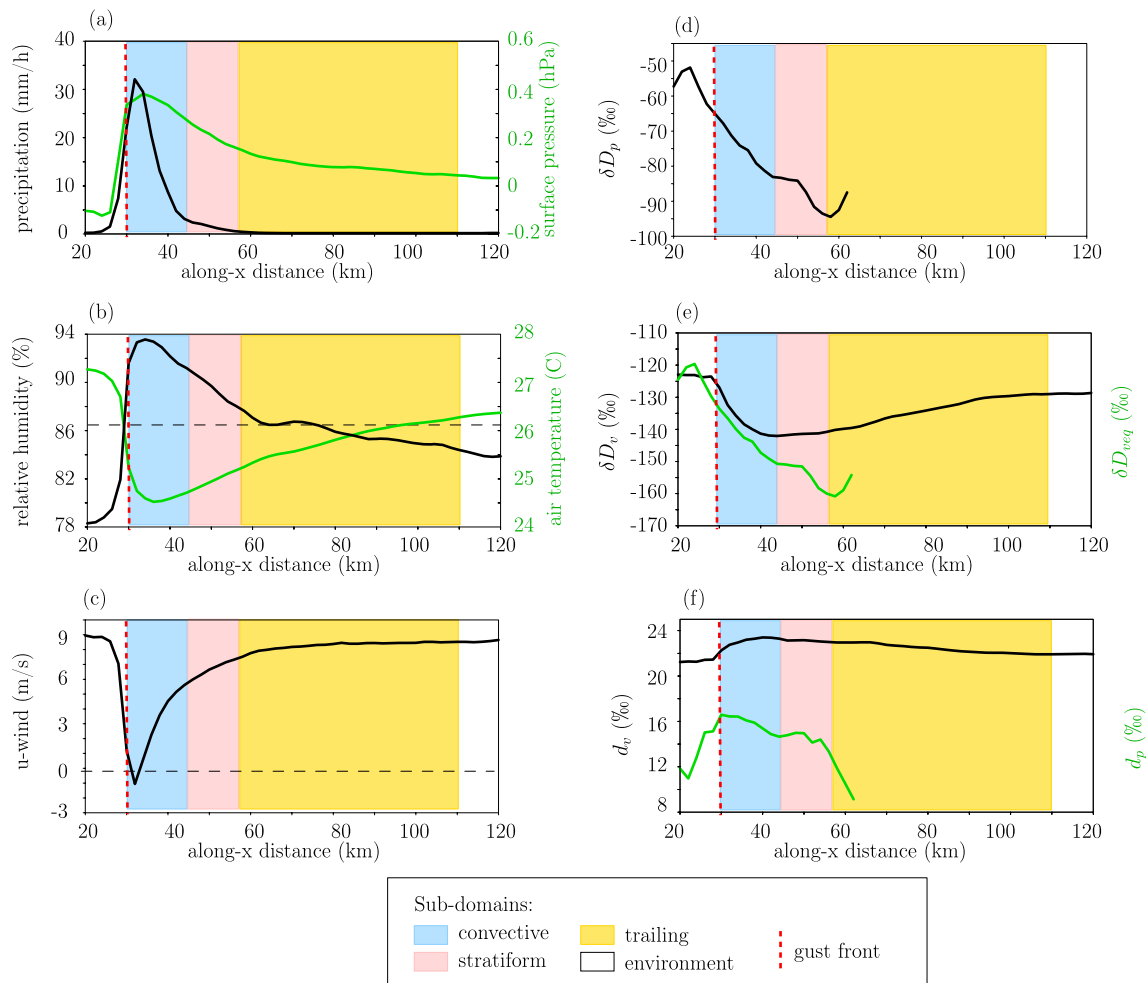 (a)
40
30
20
10
0
precipitation (mm/h)
0.6
0.4
0.2
0
-0.2
surface pressure (hPa)
20 40 60 80 100 120
along-x distance (km)
(d)
-50
-60
-70
-80
-90
-100
δD_p (‰)
20 40 60 80 100 120
along-x distance (km)
(b)
94
90
86
82
78
relative humidity (%)
28
27
26
25
24
air temperature (C)
20 40 60 80 100 120
along-x distance (km)
(e)
-110
-120
-130
-140
-150
-160
-170
δD_v (‰)
δD_veq (‰)
20 40 60 80 100 120
along-x distance (km)
(c)
9
6
3
0
-3
u-wind (m/s)
20 40 60 80 100 120
along-x distance (km)
(f)
24
20
16
12
8
d_v (‰)
d_p (‰)
20 40 60 80 100 120
along-x distance (km)
Sub-domains:
convective
trailing
stratiform
environment
gust front